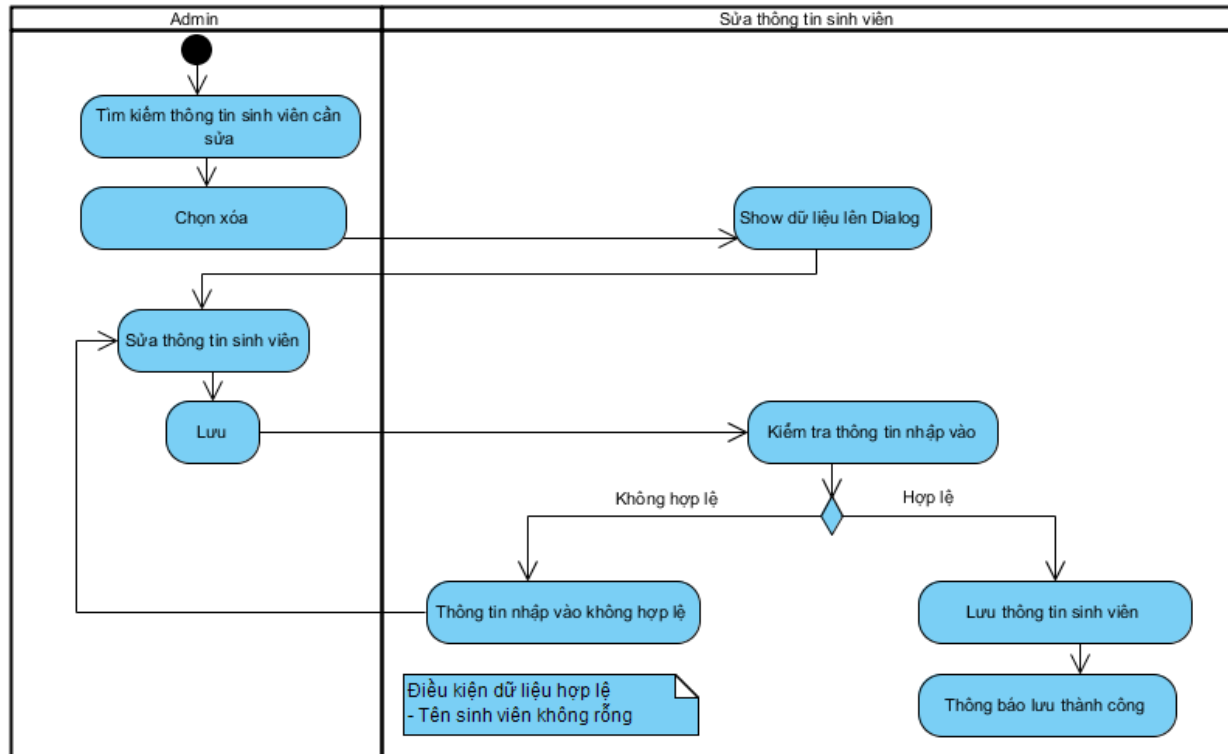 Admin
Sửa thông tin sinh viên
Tìm kiếm thông tin sinh viên cần
sửa
Chọn xóa
Show dữ liệu lên Dialog
Sửa thông tin sinh viên
Lưu
Kiểm tra thông tin nhập vào
Không hợp lệ
Hợp lệ
Thông tin nhập vào không hợp lệ
Lưu thông tin sinh viên
Điều kiện dữ liệu hợp lệ
- Tên sinh viên không rỗng
Thông báo lưu thành công